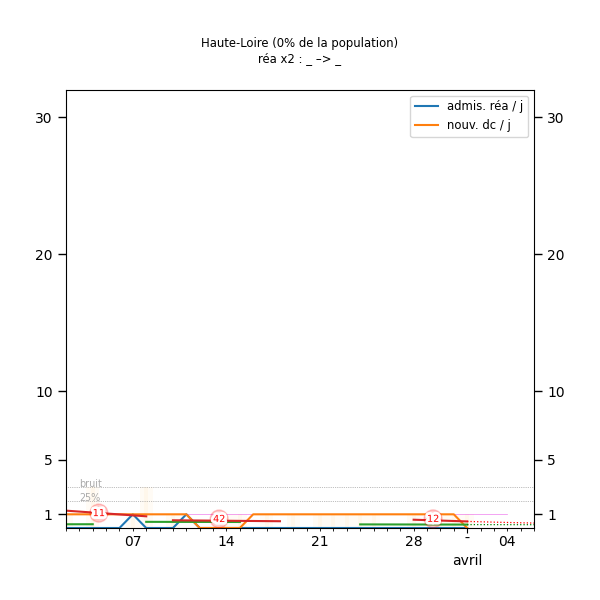 Haute-Loire (0% de la population)
réa x2 : _ –> _
admis. réa / j
nouv. dc / j
30 30
20 20
10 10
5 5
bruit
25%
1 1
11 42 12
07 14 21 28 - 04
avril